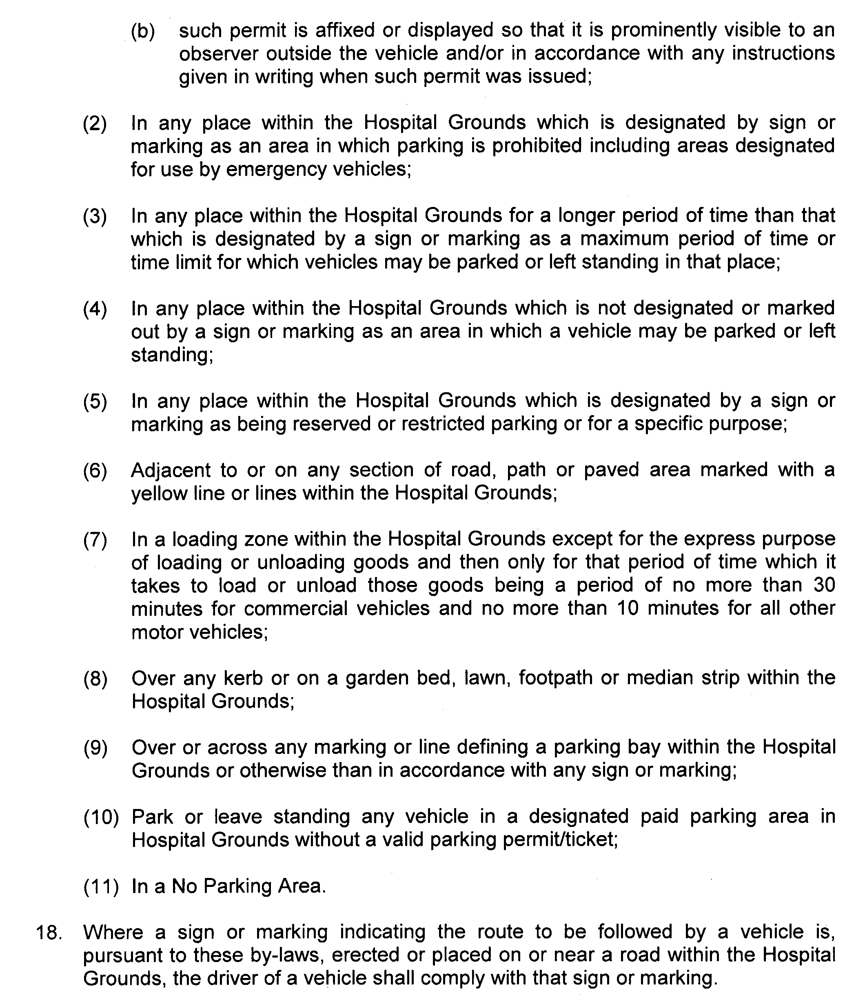 (b) such permit is affixed or displayed so that it is prominently visible to an
observer outside the vehicle and/or in accordance with any instructions
given in writing when such permit was issued;
(2) In any place within the Hospital Grounds which is designated by sign or
marking as an area in which parking is prohibited including areas designated
for use by emergency vehicles;
(3) In any place within the Hospital Grounds for a longer period of time than that
which is designated by a sign or marking as a maximum period of time or
time limit for which vehicles may be parked or left standing in that place;
(4) In any place within the Hospital Grounds which is not designated or marked
out by a sign or marking as an area in which a vehicle may be parked or left
standing;
(5) In any place within the Hospital Grounds which is designated by a sign or
marking as being reserved or restricted parking or for a specific purpose;
(6) Adjacent to or on any section of road, path or paved area marked with a
yellow line or lines within the Hospital Grounds;
(7) In a loading zone within the Hospital Grounds except for the express purpose
of loading or unloading goods and then only for that period of time which it
takes to load or unload those goods being a period of no more than 30
minutes for commercial vehicles and no more than 10 minutes for all other
motor vehicles;
(8) Over any kerb or on a garden bed, lawn, footpath or median strip within the
Hospital Grounds;
(9) Over or across any marking or line defining a parking bay within the Hospital
Grounds or otherwise than in accordance with any sign or marking;
(10) Park or leave standing any vehicle in a designated paid parking area in
Hospital Grounds without a valid parking permit/ticket;
(11) In a No Parking Area.
18. Where a sign or marking indicating the route to be followed by a vehicle is,
pursuant to these by-laws, erected or placed on or near a road within the Hospital
Grounds, the driver of a vehicle shall comply with that sign or marking.